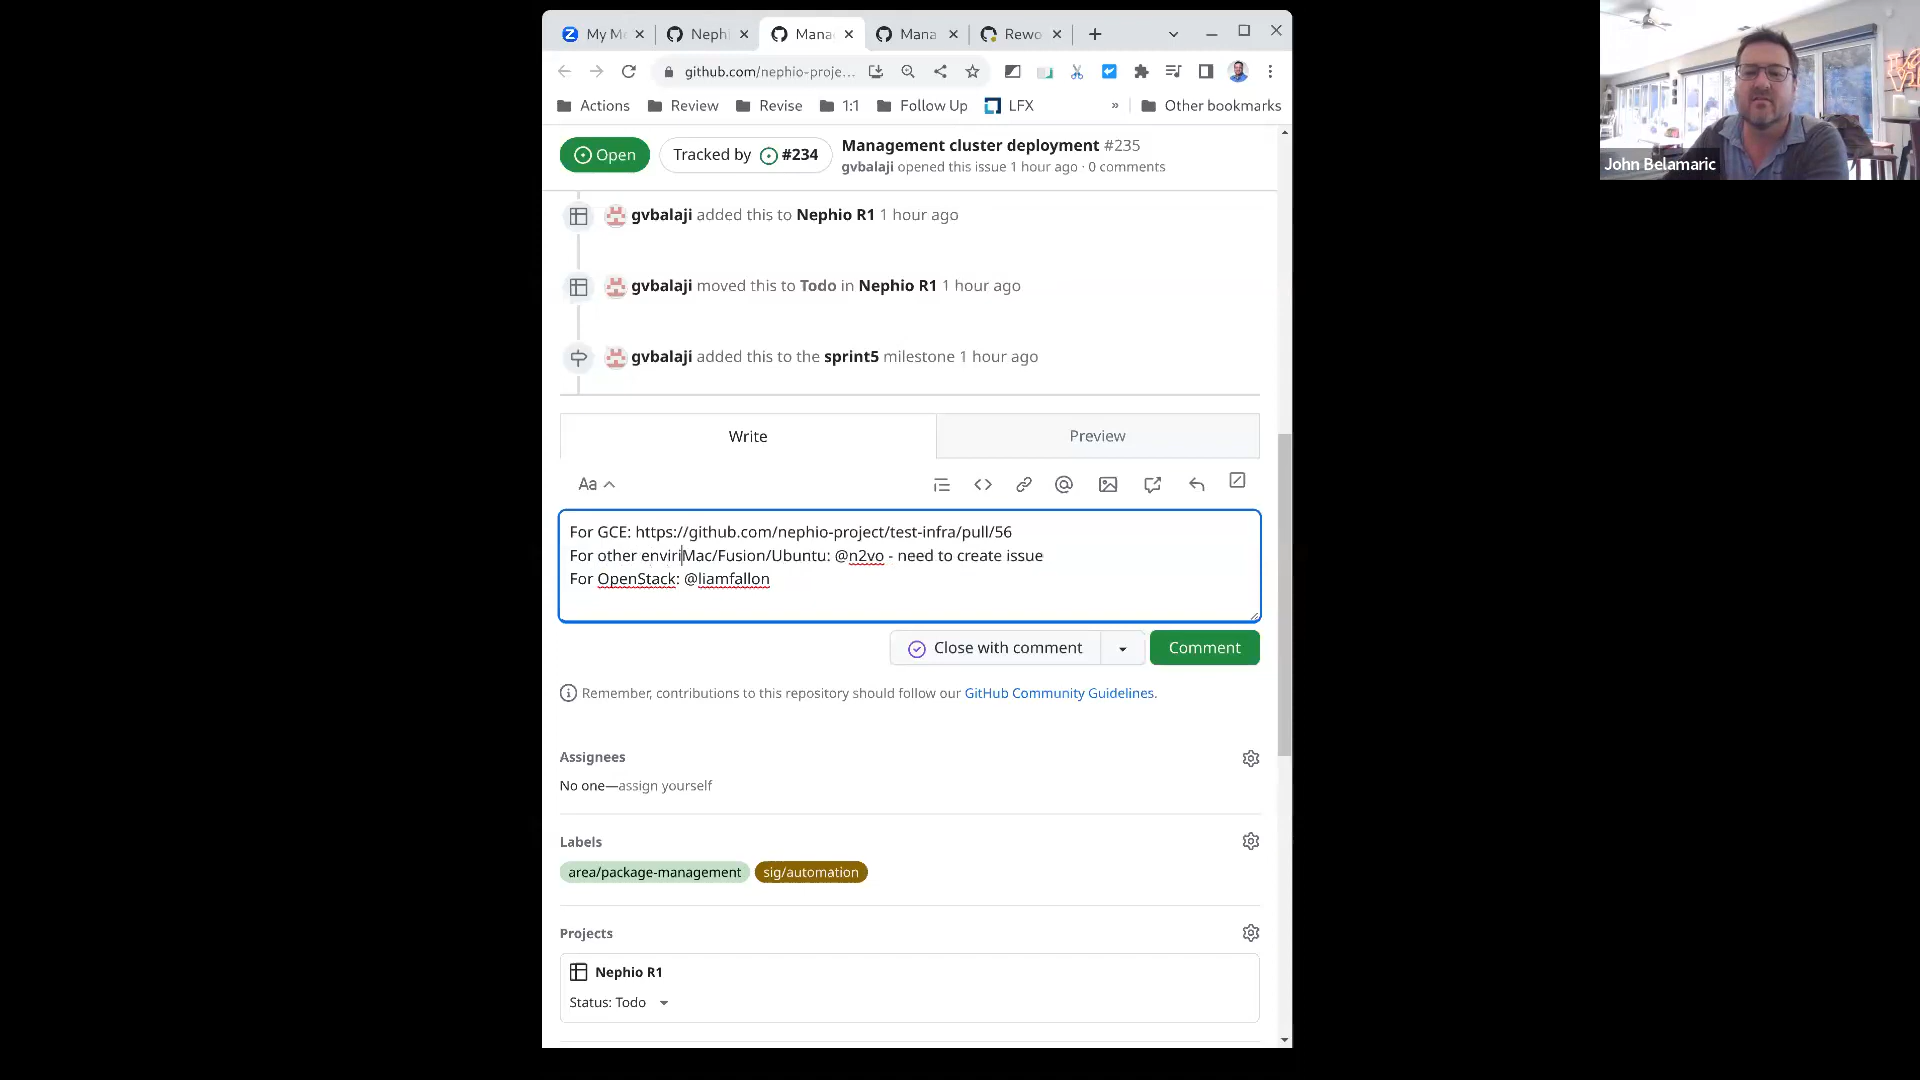 My M
Neph
Mana
Mana
Rewo
github.com/nephio-proje...
Actions
Review
Revise
1:1
Follow Up
LFX
»
Other bookmarks
Open
Tracked by #234
Management cluster deployment #235
gvbalaji opened this issue 1 hour ago · 0 comments
gvbalaji added this to Nephio R1 1 hour ago
gvbalaji moved this to Todo in Nephio R1 1 hour ago
gvbalaji added this to the sprint5 milestone 1 hour ago
Write
Preview
Aa
For GCE: https://github.com/nephio-project/test-infra/pull/56
For other enviriMac/Fusion/Ubuntu: @n2vo - need to create issue
For OpenStack: @liamfallon
Close with comment
Comment
Remember, contributions to this repository should follow our GitHub Community Guidelines.
Assignees
No one—assign yourself
Labels
area/package-management
sig/automation
Projects
Nephio R1
Status: Todo
John Belamaric